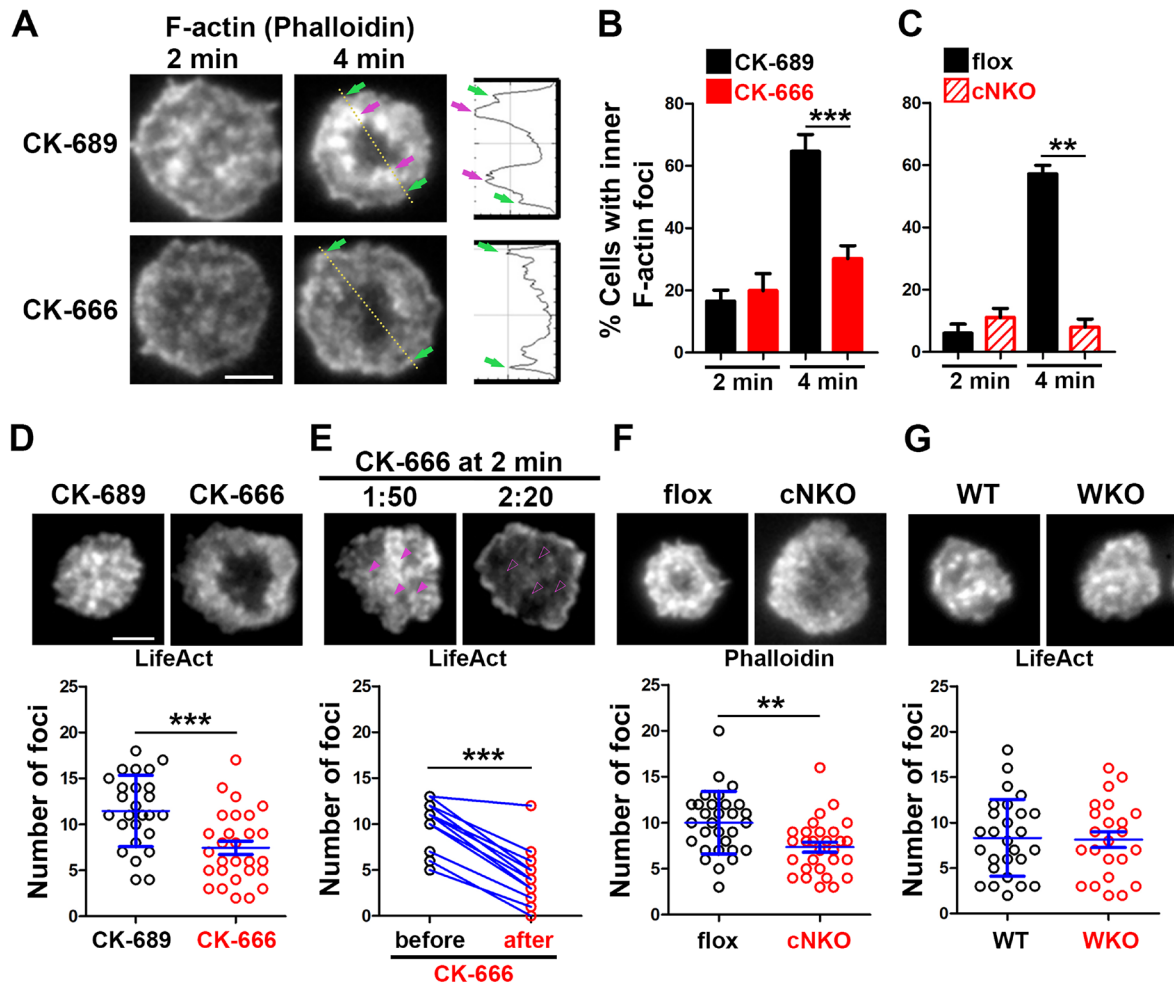 A
F-actin (Phalloidin)
2 min
4 min
CK-689
CK-666
B
CK-689
CK-666
% Cells with inner
F-actin foci
80
60
40
20
0
***
2 min
4 min
C
flox
cNKO
80
60
40
20
0
**
2 min
4 min
D
CK-689
CK-666
LifeAct
Number of foci
25
20
15
10
5
0
***
CK-689
CK-666
E
CK-666 at 2 min
1:50
2:20
LifeAct
Number of foci
25
20
15
10
5
0
***
before
after
CK-666
F
flox
cNKO
Phalloidin
Number of foci
25
20
15
10
5
0
**
flox
cNKO
G
WT
WKO
LifeAct
Number of foci
25
20
15
10
5
0
WT
WKO